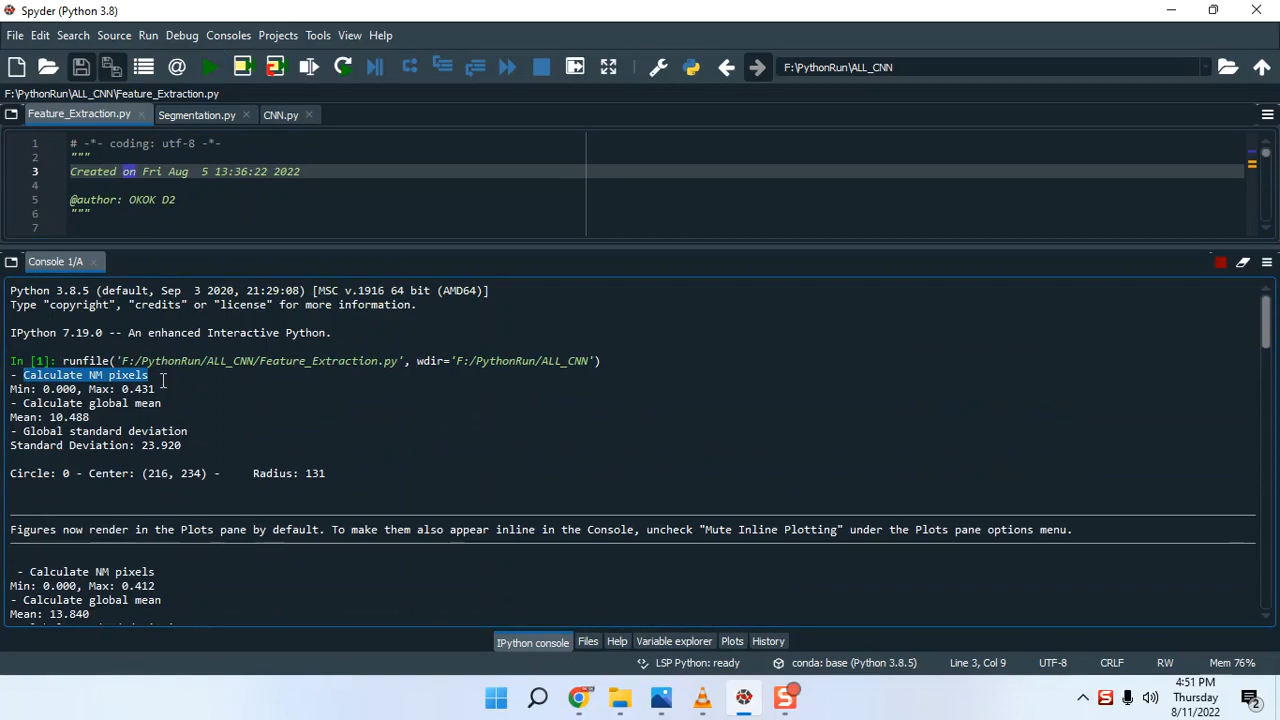 Spyder (Python 3.8)
File Edit Search Source Run Debug Consoles Projects Tools View Help
F:\PythonRun\ALL_CNN
F:\PythonRun\ALL_CNN\Feature_Extraction.py
Feature_Extraction.py Segmentation.py CNN.py
1 # -*- coding: utf-8 -*-
2 """
3 Created on Fri Aug  5 13:36:22 2022
4
5 @author: OKOK D2
6 """
7
Console 1/A
Python 3.8.5 (default, Sep  3 2020, 21:29:08) [MSC v.1916 64 bit (AMD64)]
Type "copyright", "credits" or "license" for more information.
IPython 7.19.0 -- An enhanced Interactive Python.
In [1]: runfile('F:/PythonRun/ALL_CNN/Feature_Extraction.py', wdir='F:/PythonRun/ALL_CNN')
- Calculate NM pixels
Min: 0.000, Max: 0.431
- Calculate global mean
Mean: 10.488
- Global standard deviation
Standard Deviation: 23.920
Circle: 0 - Center: (216, 234) - Radius: 131
Figures now render in the Plots pane by default. To make them also appear inline in the Console, uncheck "Mute Inline Plotting" under the Plots pane options menu.
- Calculate NM pixels
Min: 0.000, Max: 0.412
- Calculate global mean
Mean: 13.840
IPython console Files Help Variable explorer Plots History
LSP Python: ready conda: base (Python 3.8.5) Line 3, Col 9 UTF-8 CRLF RW Mem 76%
4:51 PM
Thursday
8/11/2022
2